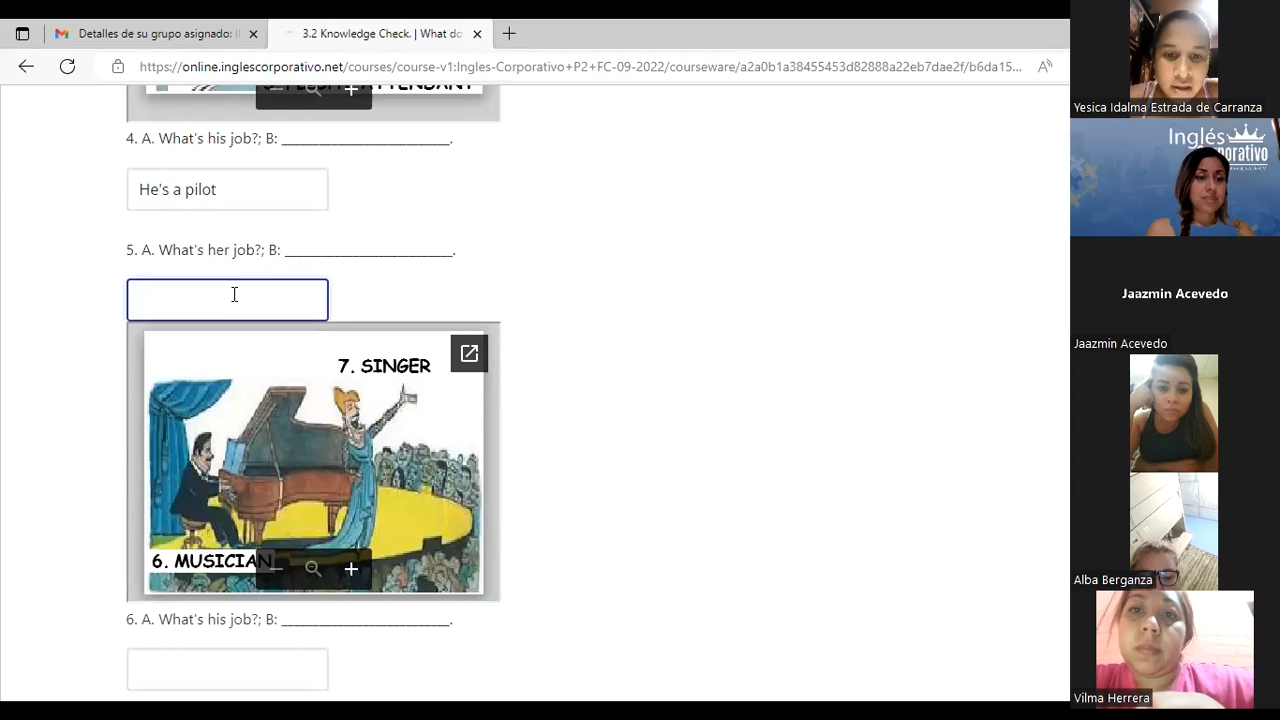 Detalles de su grupo asignado: I
3.2 Knowledge Check. | What do
https://online.inglescorporativo.net/courses/course-v1:Ingles-Corporativo+P2+FC-09-2022/courseware/a2a0b1a38455453d82888a22eb7dae2f/b6da15...
4. A. What's his job?; B: ________________________.
He's a pilot
5. A. What's her job?; B: ________________________.
7. SINGER
6. MUSICIAN
6. A. What's his job?; B: ________________________.
Yesica Idalma Estrada de Carranza
Inglés
Corporativo
Jaazmin Acevedo
Jaazmin Acevedo
Alba Berganza
Vilma Herrera